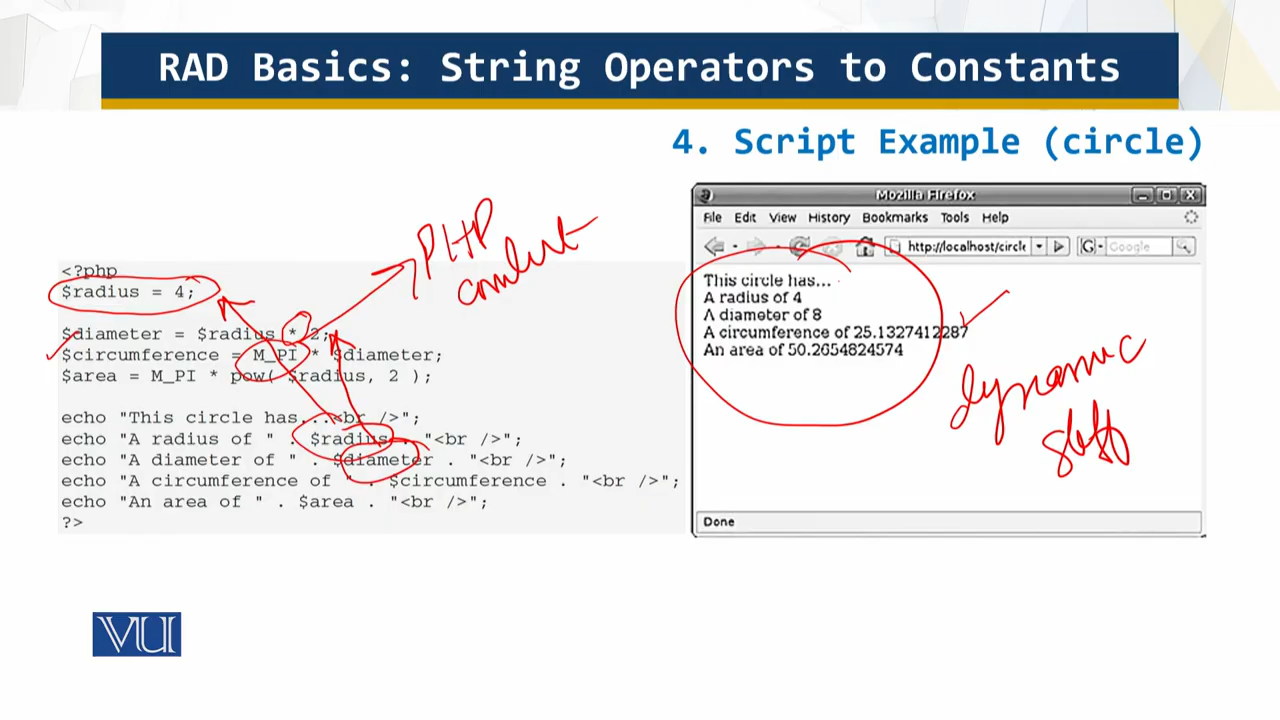 RAD Basics: String Operators to Constants
4. Script Example (circle)
<?php
$radius = 4;
$diameter = $radius * 2;
$circumference = M_PI * $diameter;
$area = M_PI * pow( $radius, 2 );
echo "This circle has...<br />";
echo "A radius of " . $radius . "<br />";
echo "A diameter of " . $diameter . "<br />";
echo "A circumference of " . $circumference . "<br />";
echo "An area of " . $area . "<br />";
?>
PHP
Mozilla Firefox
File Edit View History Bookmarks Tools Help
http://localhost/circle
G Google
This circle has...
A radius of 4
A diameter of 8
A circumference of 25.1327412287
An area of 50.2654824574
Done
dynamic
VU